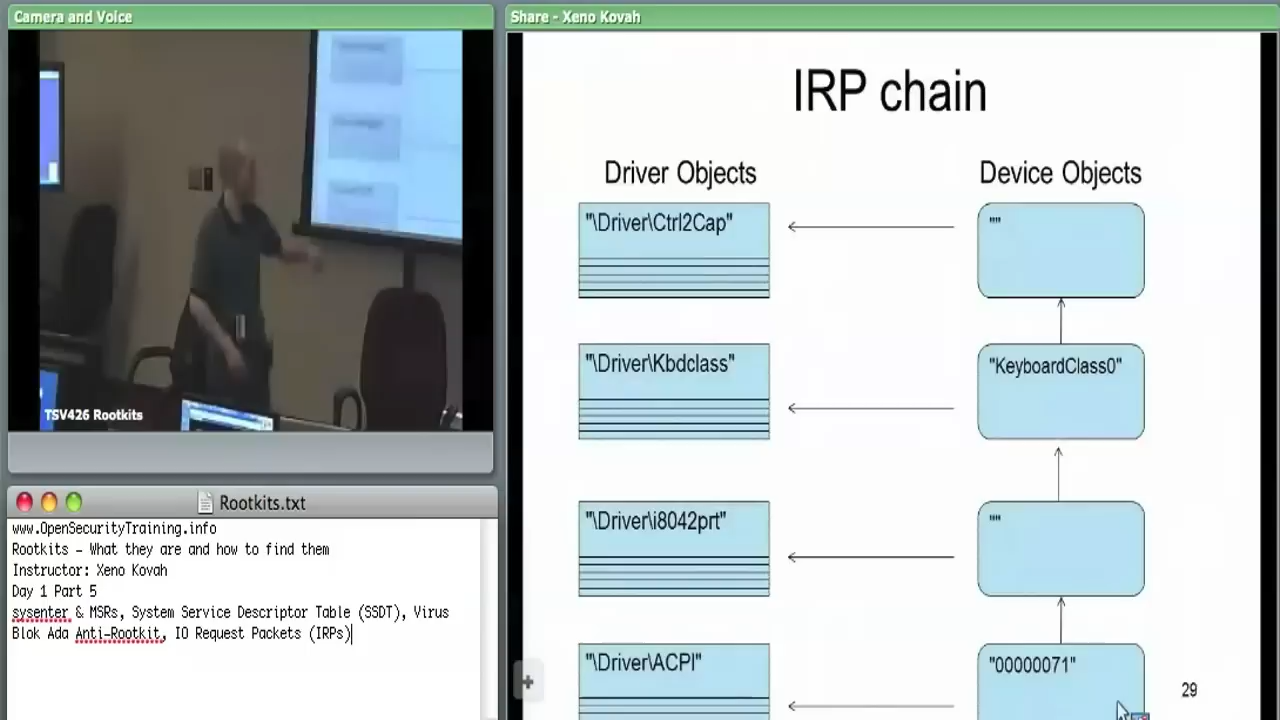 Camera and Voice
TSV426 Rootkits
Rootkits.txt
www.OpenSecurityTraining.info
Rootkits - What they are and how to find them
Instructor: Xeno Kovah
Day 1 Part 5
sysenter & MSRs, System Service Descriptor Table (SSDT), Virus
Blok Ada Anti-Rootkit, IO Request Packets (IRPs)
Share - Xeno Kovah
IRP chain
Driver Objects
Device Objects
"\Driver\Ctrl2Cap"
""
"\Driver\Kbdclass"
"KeyboardClass0"
"\Driver\i8042prt"
""
"\Driver\ACPI"
"00000071"
29